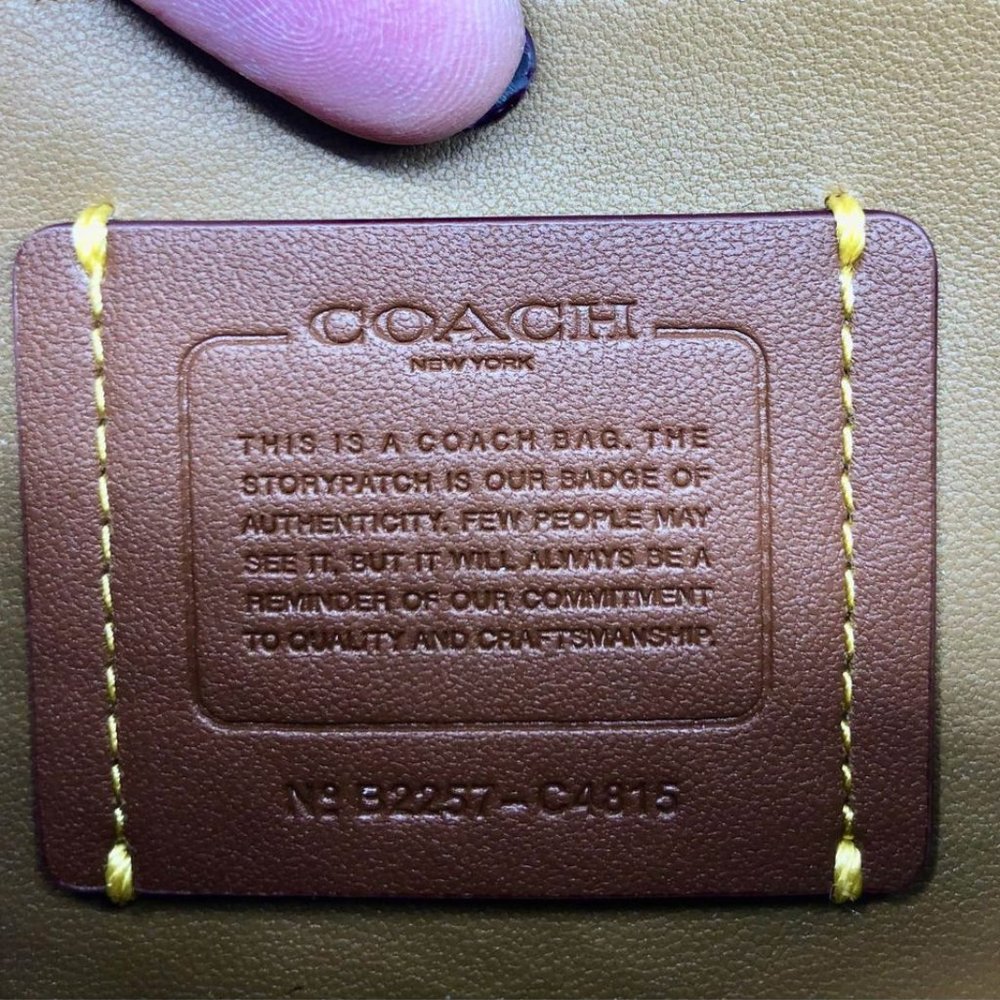 COACH
NEW YORK
THIS IS A COACH BAG. THE
STORYPATCH IS OUR BADGE OF
AUTHENTICITY. FEW PEOPLE MAY
SEE IT, BUT IT WILL ALWAYS BE A
REMINDER OF OUR COMMITMENT
TO QUALITY AND CRAFTSMANSHIP.
Nº B2257-C4815